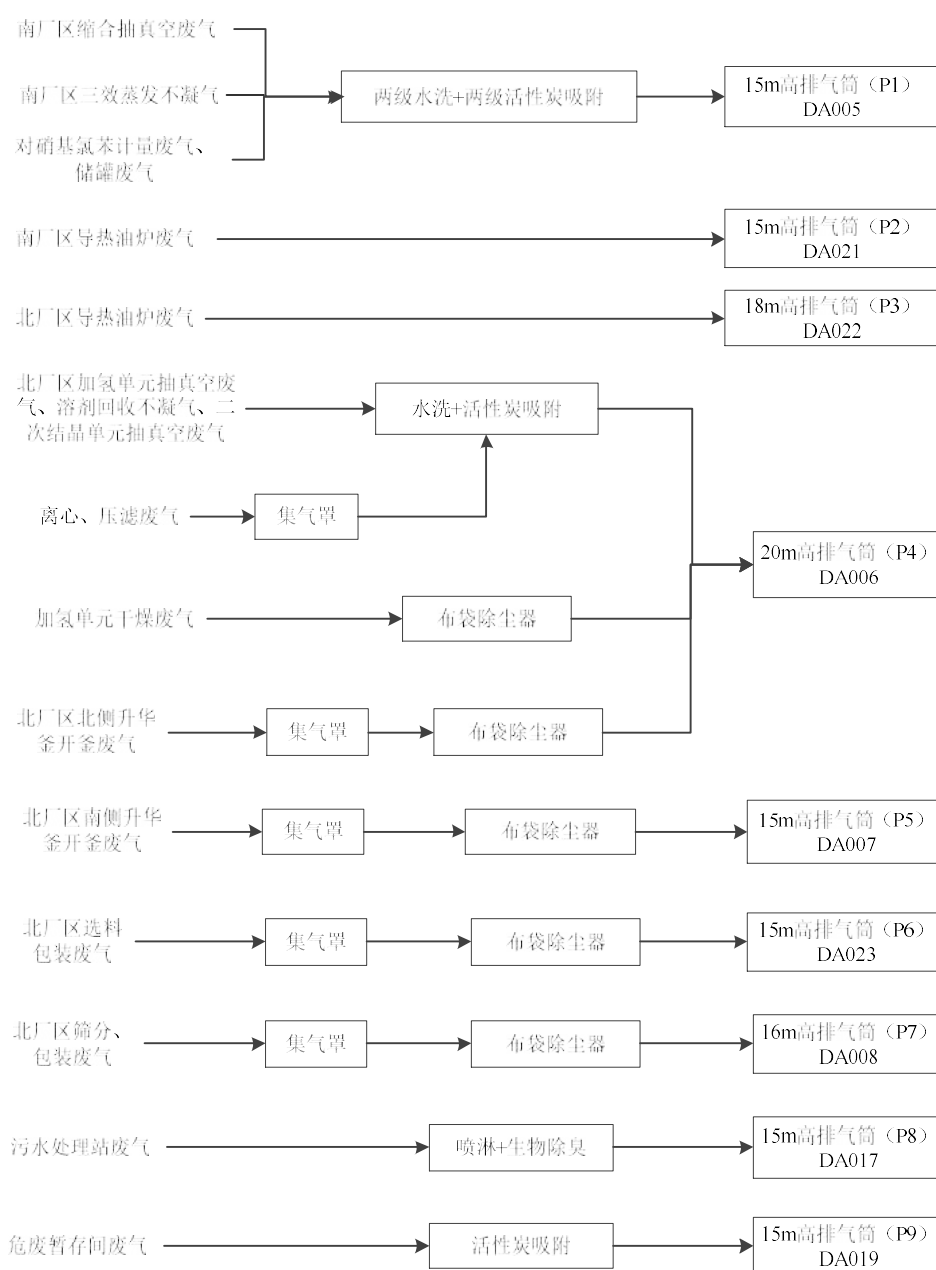 南厂区缩合抽真空废气
南厂区三效蒸发不凝气
对硝基氯苯计量废气、
储罐废气
两级水洗+两级活性炭吸附
15m高排气筒（P1）
DA005
南厂区导热油炉废气
15m高排气筒（P2）
DA021
北厂区导热油炉废气
18m高排气筒（P3）
DA022
北厂区加氢单元抽真空废
气、溶剂回收不凝气、二
次结晶单元抽真空废气
水洗+活性炭吸附
离心、压滤废气
集气罩
20m高排气筒（P4）
DA006
加氢单元干燥废气
布袋除尘器
北厂区北侧升华
釜开釜废气
集气罩
布袋除尘器
北厂区南侧升华
釜开釜废气
集气罩
布袋除尘器
15m高排气筒（P5）
DA007
北厂区选料
包装废气
集气罩
布袋除尘器
15m高排气筒（P6）
DA023
北厂区筛分、
包装废气
集气罩
布袋除尘器
16m高排气筒（P7）
DA008
污水处理站废气
喷淋+生物除臭
15m高排气筒（P8）
DA017
危废暂存间废气
活性炭吸附
15m高排气筒（P9）
DA019